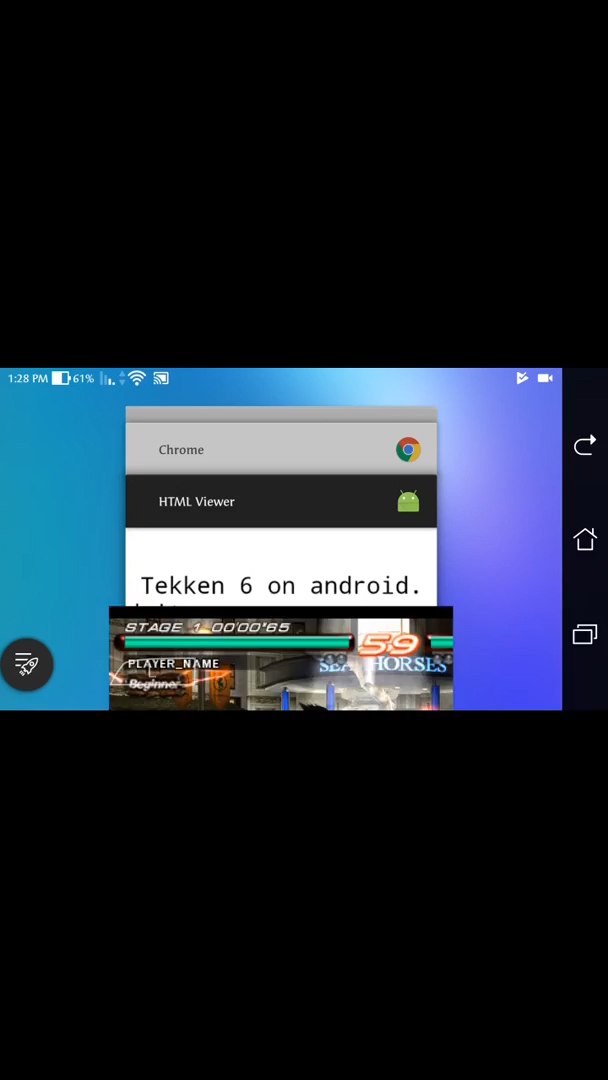 1:28 PM 61%
Chrome
HTML Viewer
Tekken 6 on android.
STAGE 1 00'00"65
59
PLAYER_NAME
SEA HORSES
Beginner